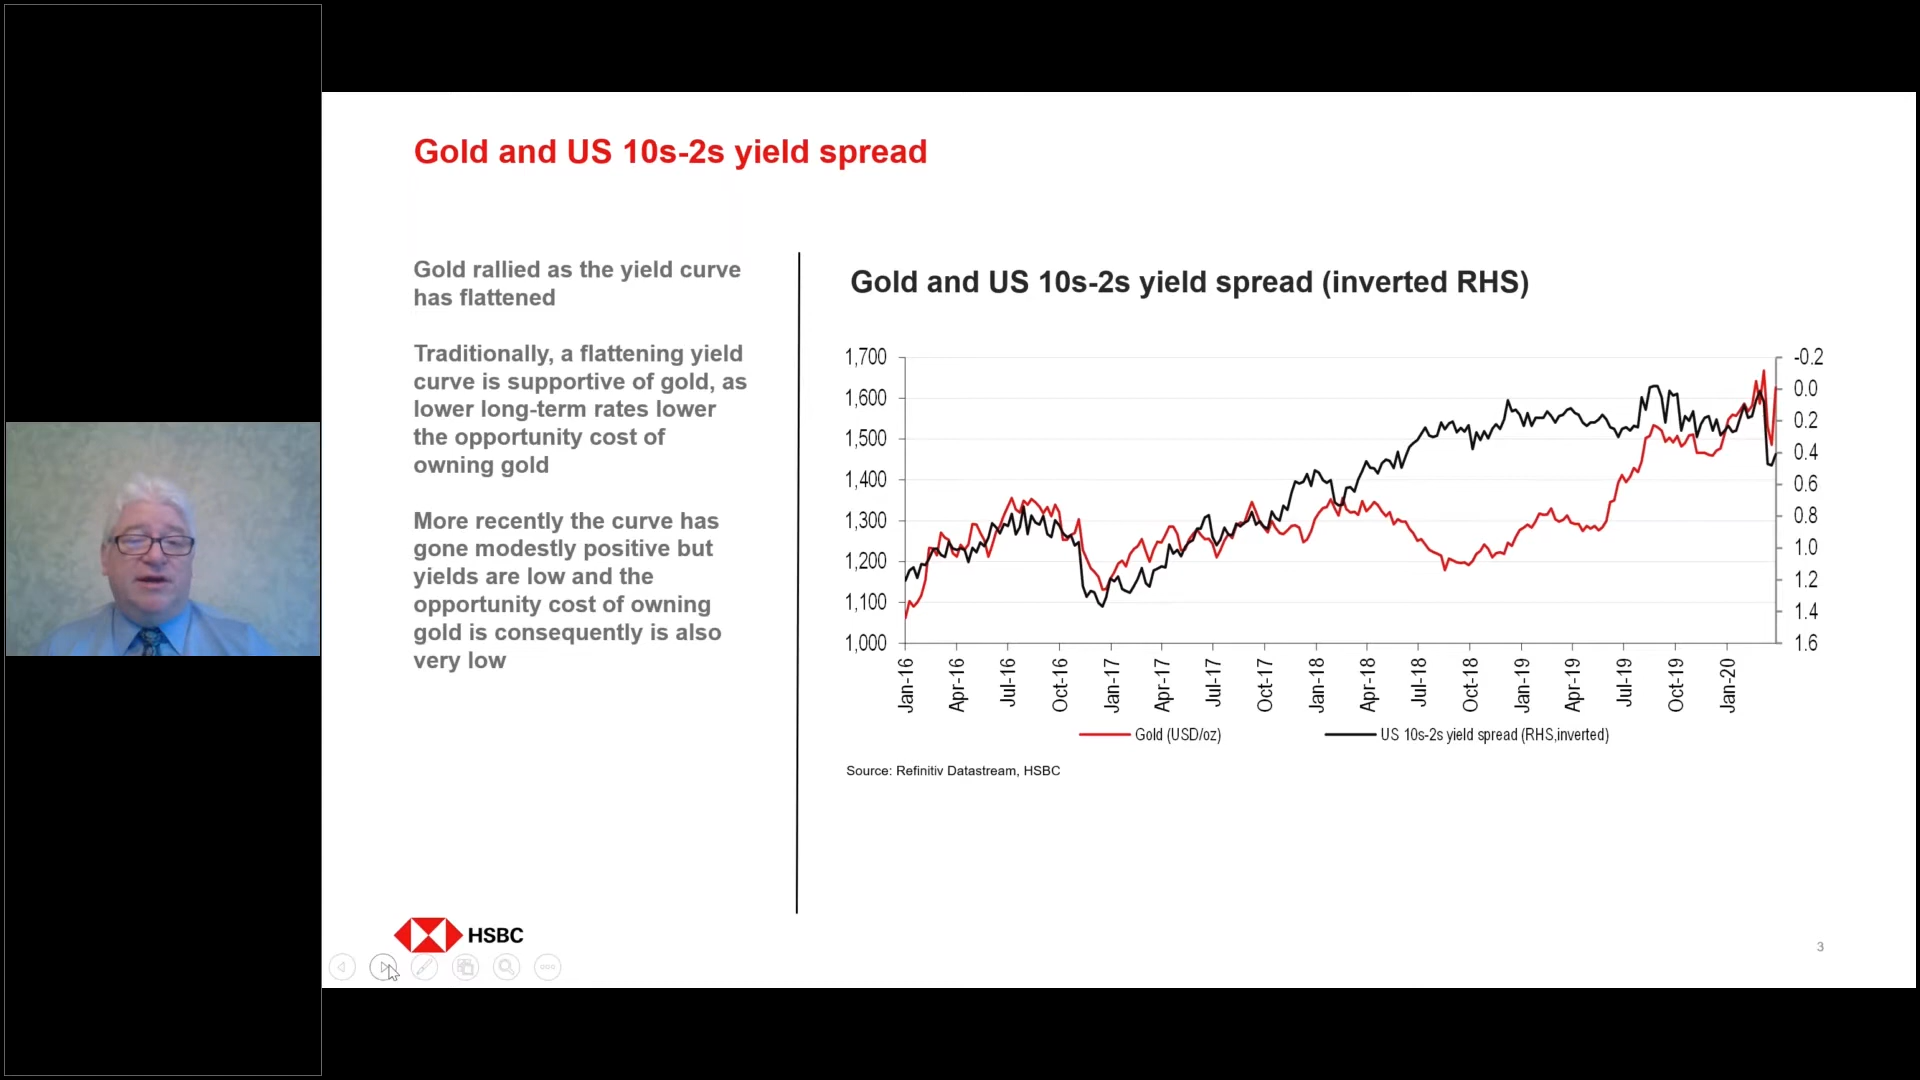 Gold and US 10s-2s yield spread
Gold rallied as the yield curve
has flattened
Traditionally, a flattening yield
curve is supportive of gold, as
lower long-term rates lower
the opportunity cost of
owning gold
More recently the curve has
gone modestly positive but
yields are low and the
opportunity cost of owning
gold is consequently is also
very low
Gold and US 10s-2s yield spread (inverted RHS)
1,700
1,600
1,500
1,400
1,300
1,200
1,100
1,000
-0.2
0.0
0.2
0.4
0.6
0.8
1.0
1.2
1.4
1.6
Jan-16
Apr-16
Jul-16
Oct-16
Jan-17
Apr-17
Jul-17
Oct-17
Jan-18
Apr-18
Jul-18
Oct-18
Jan-19
Apr-19
Jul-19
Oct-19
Jan-20
Gold (USD/oz)
US 10s-2s yield spread (RHS,inverted)
Source: Refinitiv Datastream, HSBC
HSBC
3